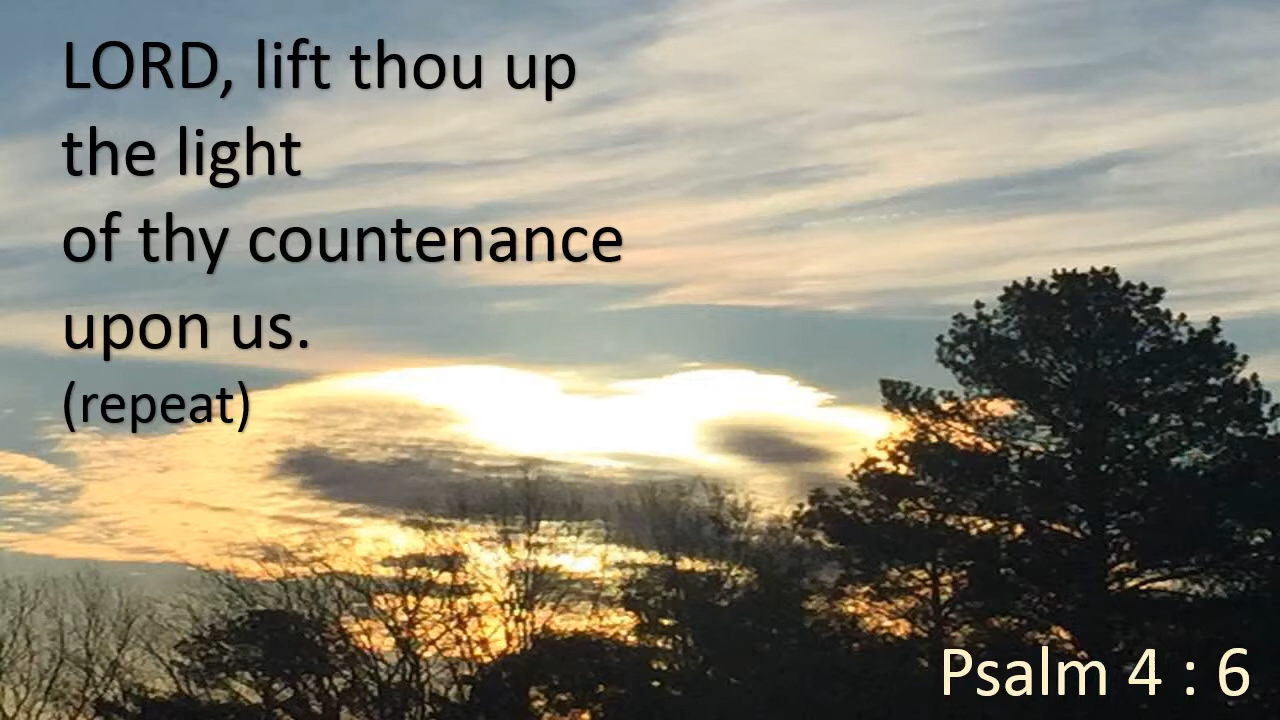 LORD, lift thou up
the light
of thy countenance
upon us.
(repeat)
Psalm 4 : 6